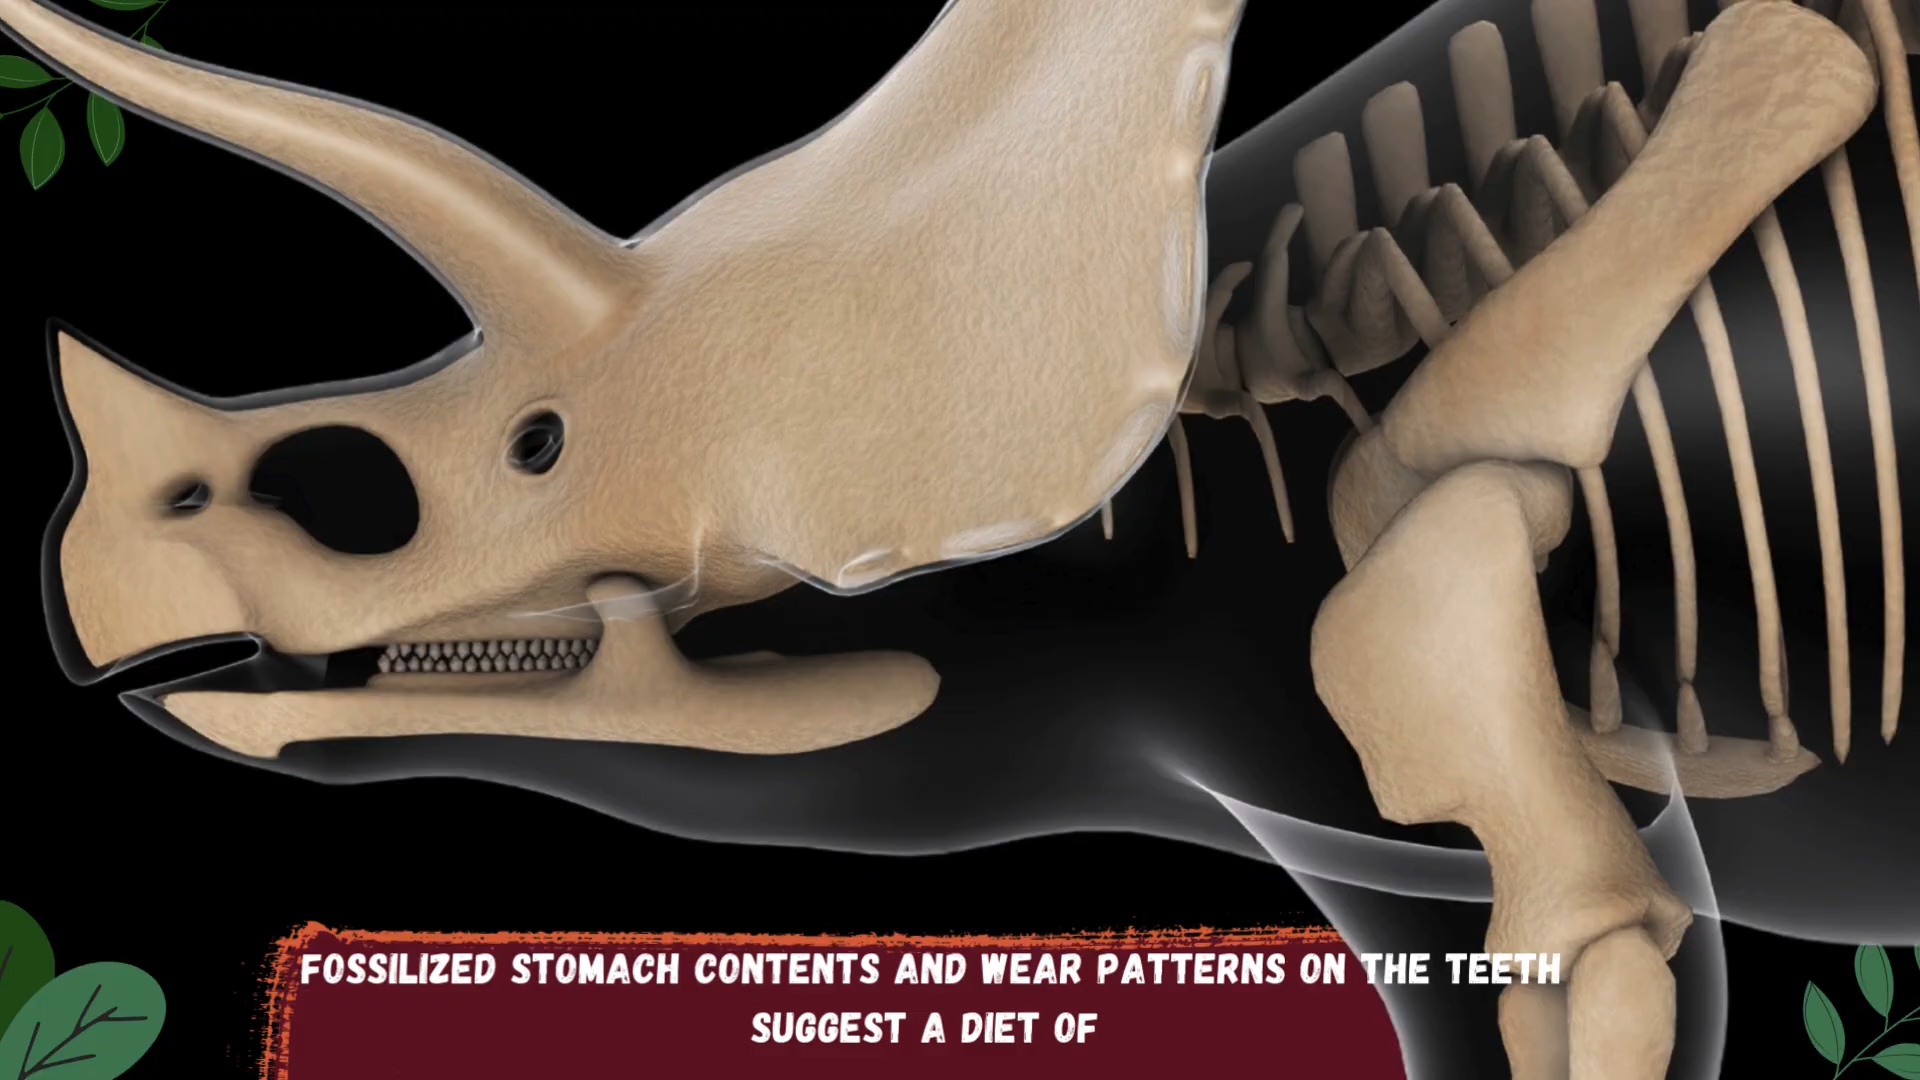 FOSSILIZED STOMACH CONTENTS AND WEAR PATTERNS ON THE TEETH
SUGGEST A DIET OF